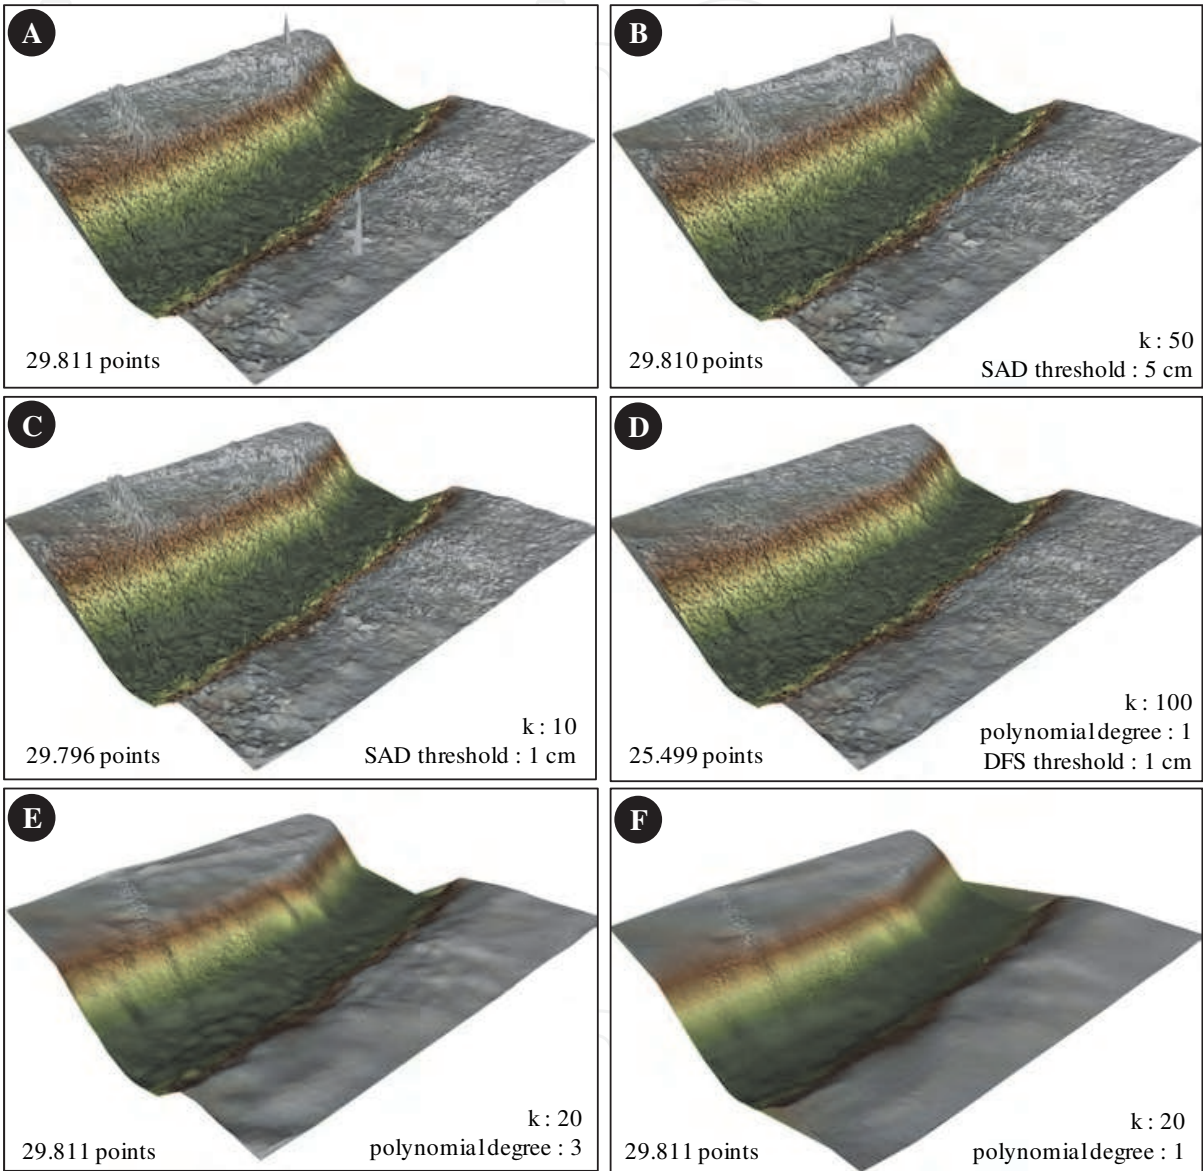 A
29.811 points
B
29.810 points
k : 50
SAD threshold : 5 cm
C
29.796 points
k : 10
SAD threshold : 1 cm
D
25.499 points
k : 100
polynomial degree : 1
DFS threshold : 1 cm
E
29.811 points
k : 20
polynomial degree : 3
F
29.811 points
k : 20
polynomial degree : 1